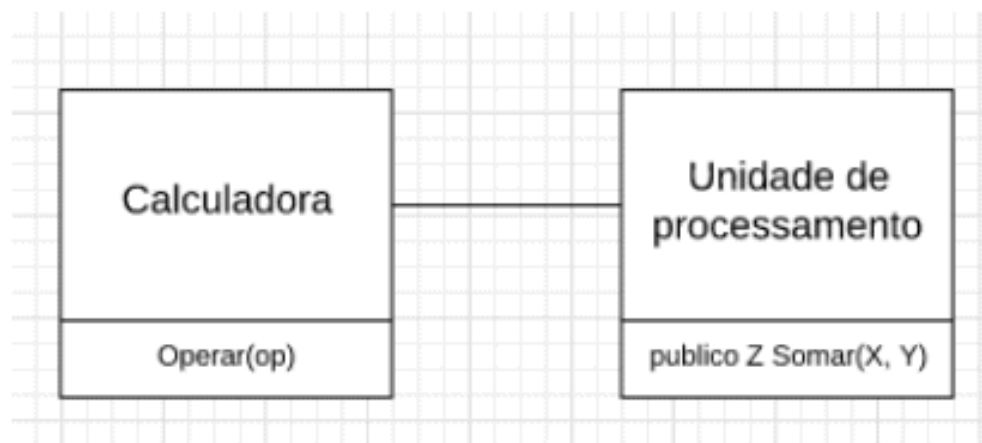 Calculadora
Operar(op)
Unidade de
processamento
publico Z Somar(X, Y)